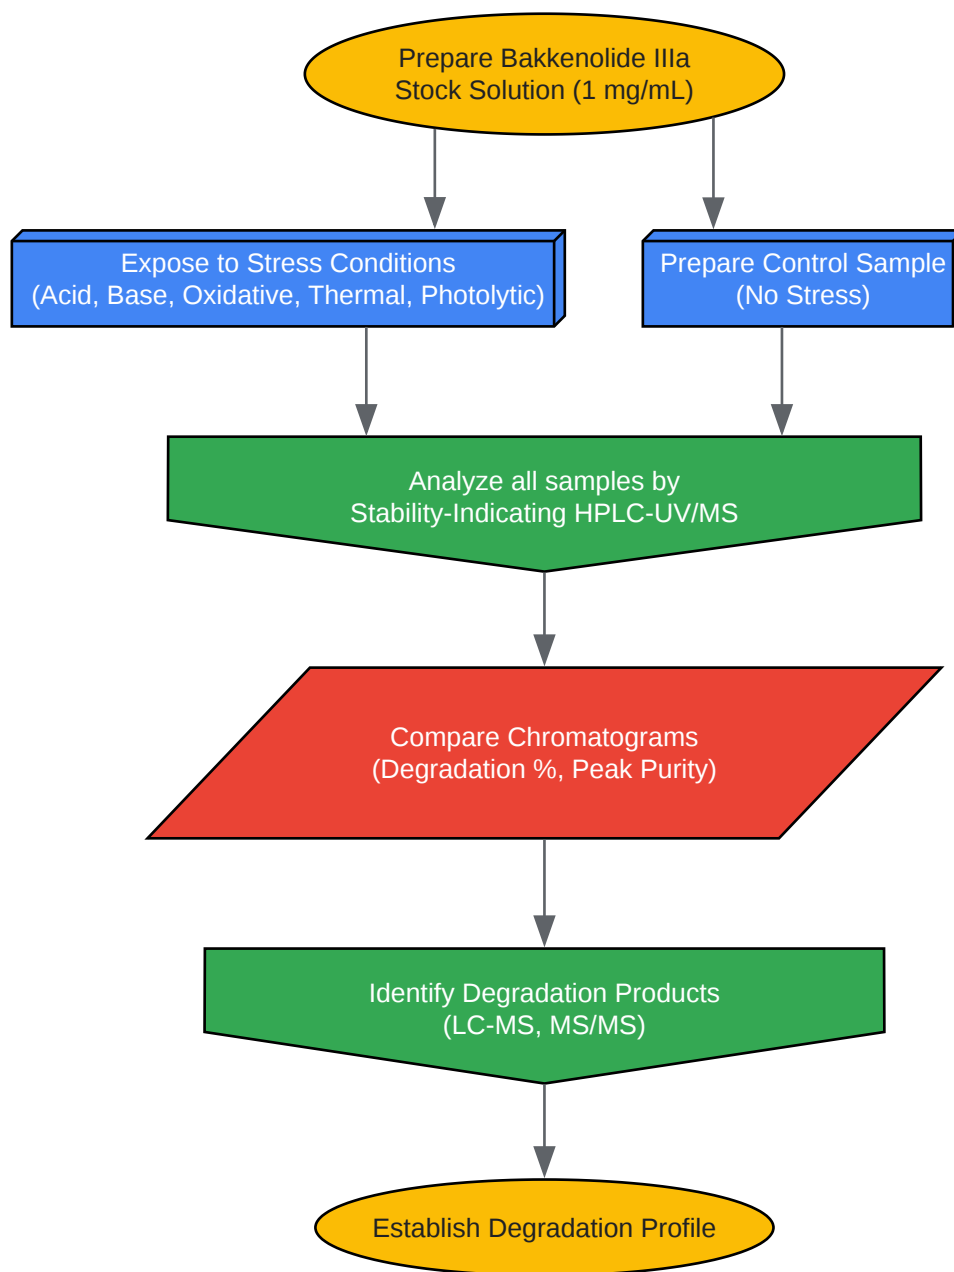 Prepare Bakkenolide IIIa
Stock Solution (1 mg/mL)
Expose to Stress Conditions
(Acid, Base, Oxidative, Thermal, Photolytic)
Prepare Control Sample
(No Stress)
Analyze all samples by
Stability-Indicating HPLC-UV/MS
Compare Chromatograms
(Degradation %, Peak Purity)
Identify Degradation Products
(LC-MS, MS/MS)
Establish Degradation Profile